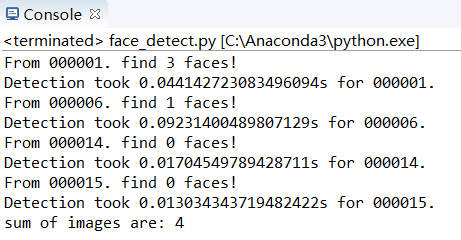 Console
<terminated> face_detect.py [C:\Anaconda3\python.exe]
From 000001. find 3 faces!
Detection took 0.044142723083496094s for 000001.
From 000006. find 1 faces!
Detection took 0.09231400489807129s for 000006.
From 000014. find 0 faces!
Detection took 0.01704549789428711s for 000014.
From 000015. find 0 faces!
Detection took 0.013034343719482422s for 000015.
sum of images are: 4